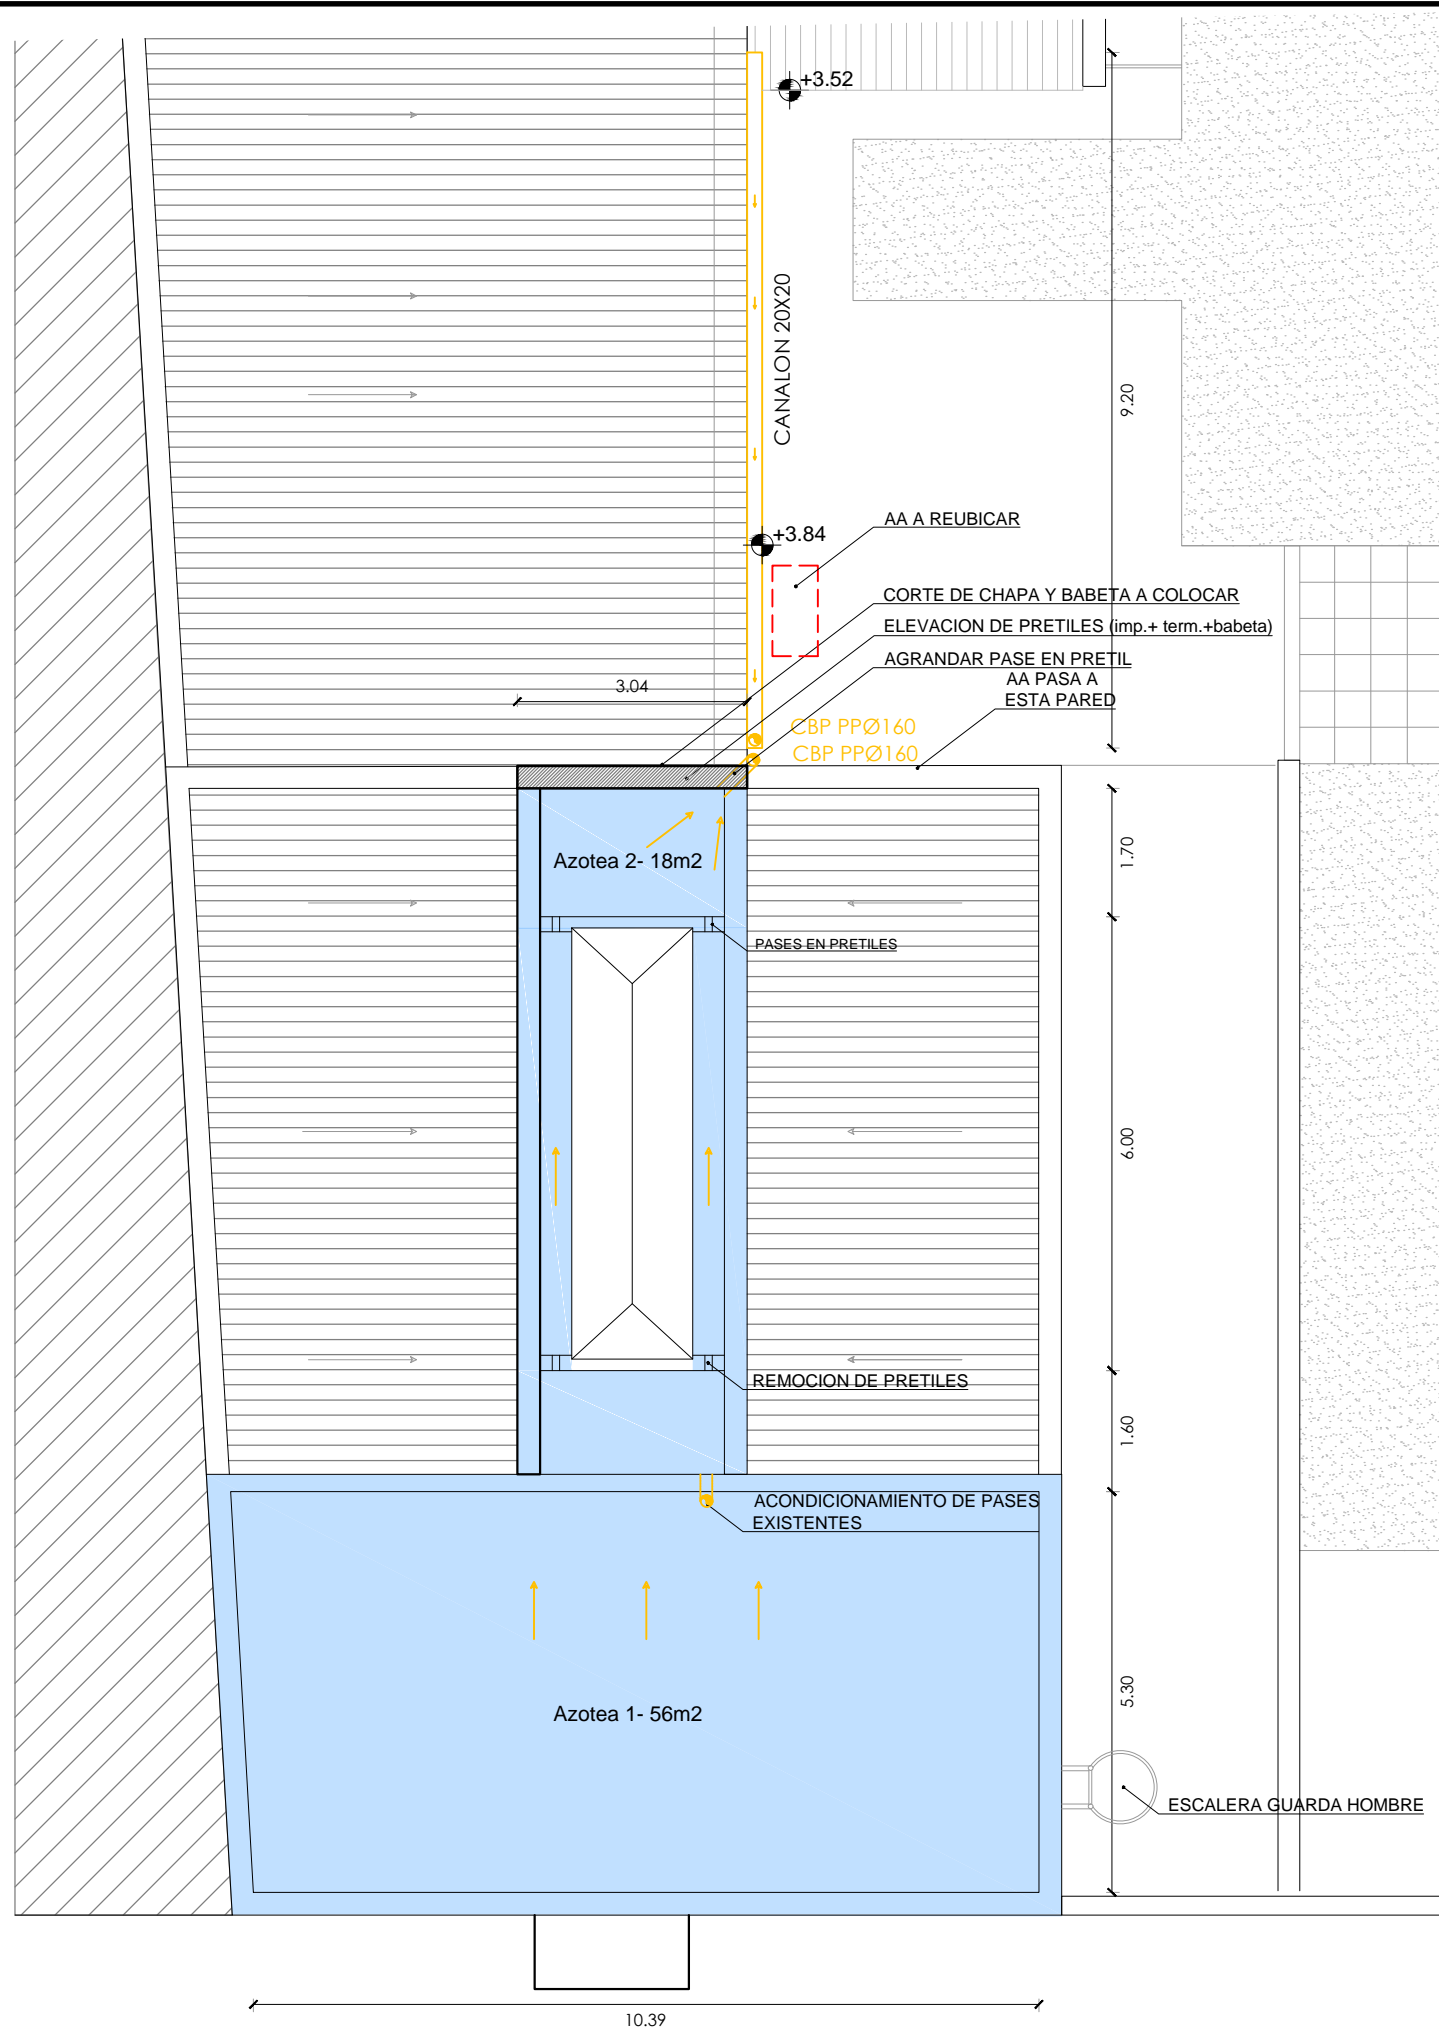 +3.52
CANALON 20X20
9.20
AA A REUBICAR
+3.84
CORTE DE CHAPA Y BABETA A COLOCAR
ELEVACION DE PRETILES (imp.+ term.+babeta)
AGRANDAR PASE EN PRETIL
AA PASA A
ESTA PARED
3.04
CBP PPØ160
CBP PPØ160
Azotea 2- 18m2
1.70
PASES EN PRETILES
6.00
REMOCION DE PRETILES
1.60
ACONDICIONAMIENTO DE PASES
EXISTENTES
5.30
Azotea 1- 56m2
ESCALERA GUARDA HOMBRE
10.39